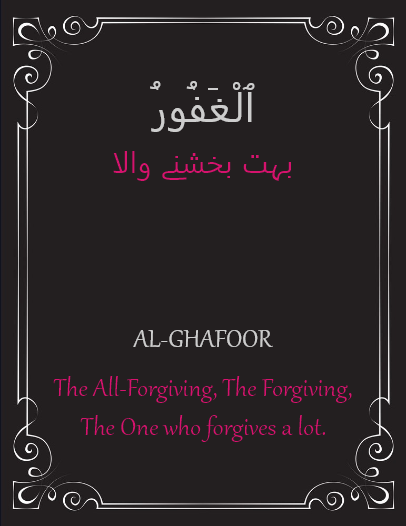 ٱلْغَفُورُ
بہت بخشنے والا
AL-GHAFOOR
The All-Forgiving, The Forgiving,
The One who forgives a lot.